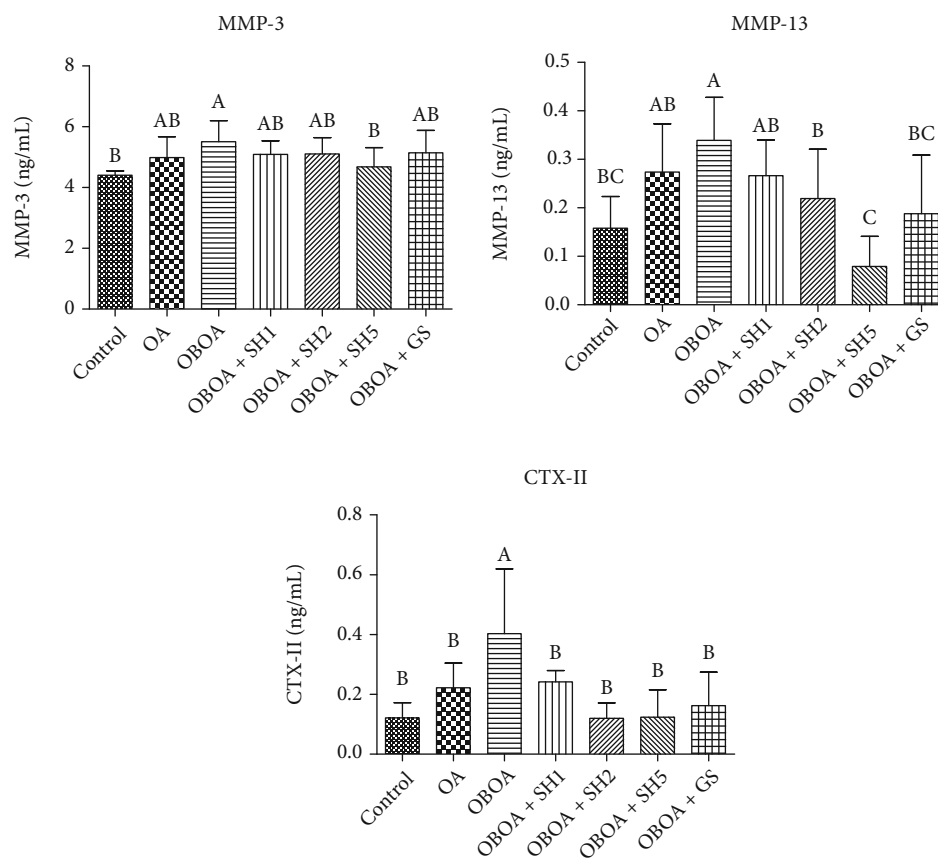 MMP-3
MMP-3 (ng/mL)
8
6
4
2
0
B
AB
A
AB
AB
B
AB
Control
OA
OBOA
OBOA + SH1
OBOA + SH2
OBOA + SH5
OBOA + GS
MMP-13
MMP-13 (ng/mL)
0.5
0.4
0.3
0.2
0.1
0.0
BC
AB
A
AB
B
C
BC
Control
OA
OBOA
OBOA + SH1
OBOA + SH2
OBOA + SH5
OBOA + GS
CTX-II
CTX-II (ng/mL)
0.8
0.6
0.4
0.2
0.0
B
B
A
B
B
B
B
Control
OA
OBOA
OBOA + SH1
OBOA + SH2
OBOA + SH5
OBOA + GS